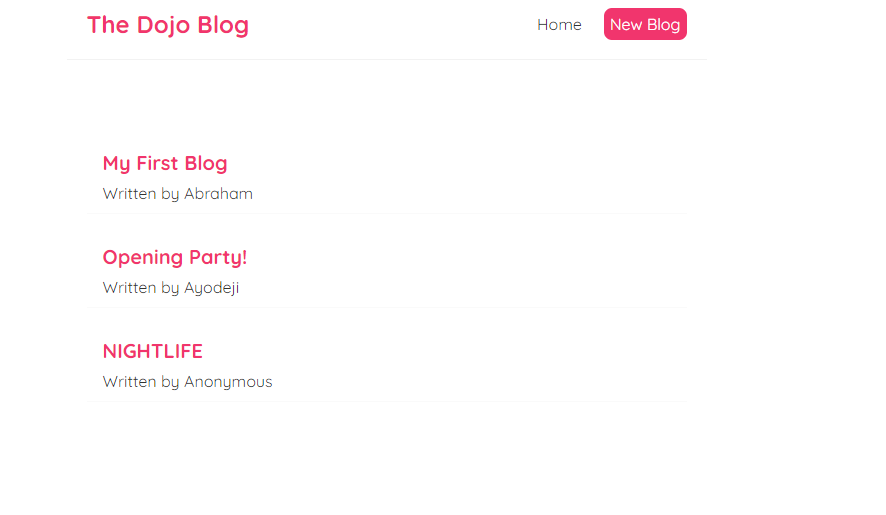 The Dojo Blog
Home
New Blog
My First Blog
Written by Abraham
Opening Party!
Written by Ayodeji
NIGHTLIFE
Written by Anonymous